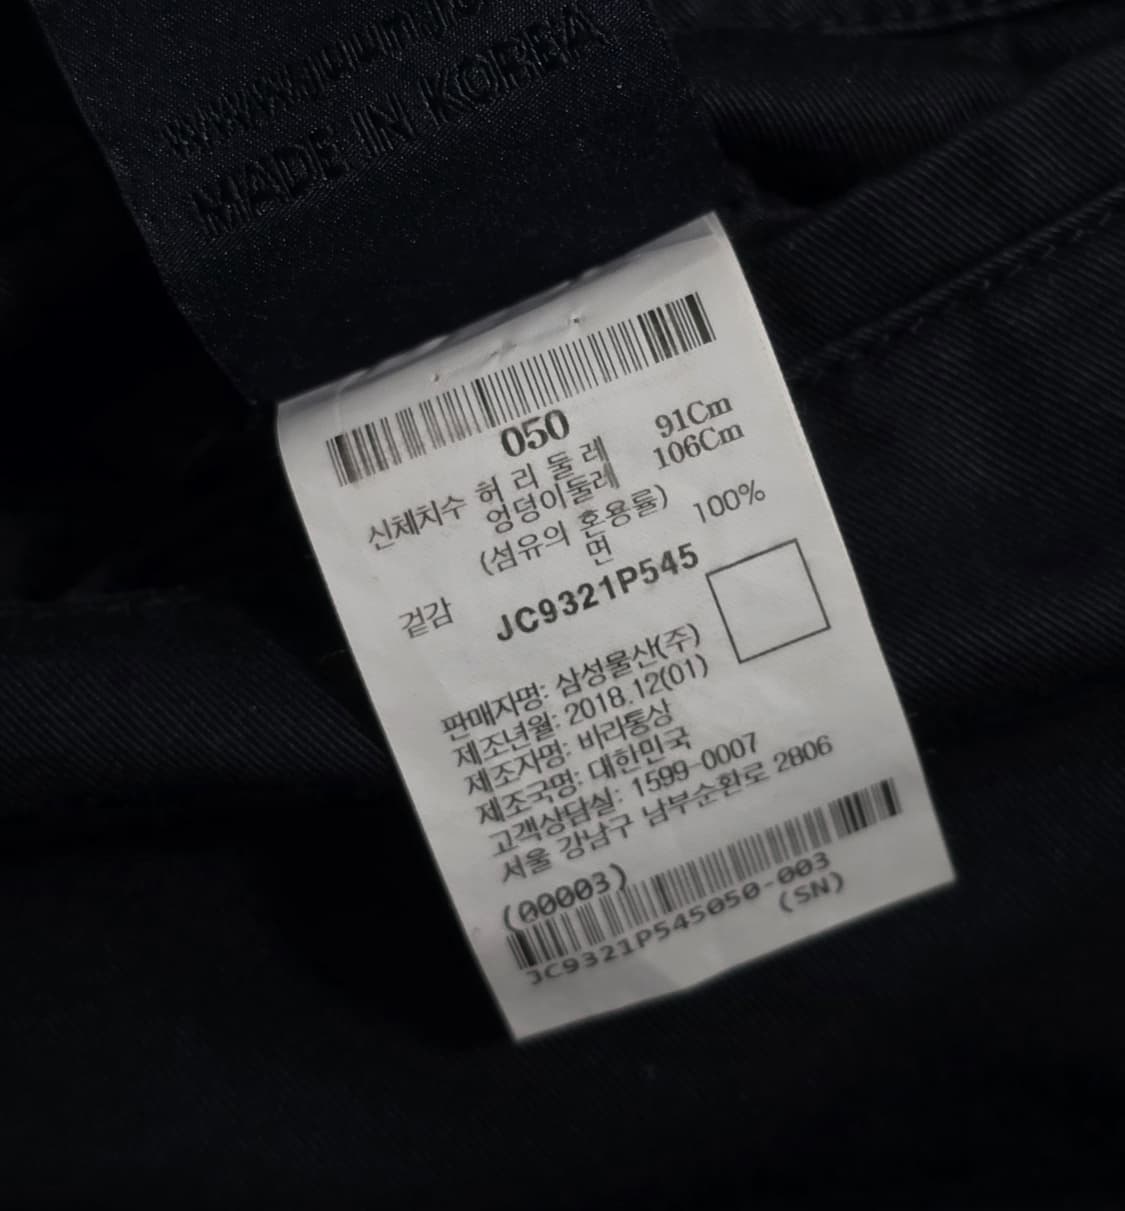 MADE IN KOREA
050
신체치수 허리둘레 91Cm
엉덩이둘레 106Cm
(섬유의 혼용률)
겉감 면 100%
JC9321P545
판매자명: 삼성물산(주)
제조년월: 2018.12(01)
제조자명: 비라통상
제조국명: 대한민국
고객상담실: 1599-0007
서울 강남구 남부순환로 2806
(00003)
JC9321P545050-003
(SN)